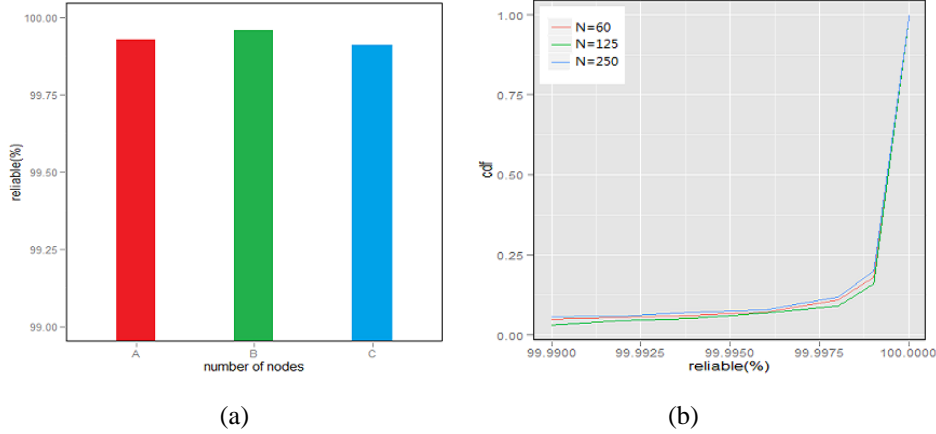 100.00
99.75
99.50
99.25
99.00
reliable(%)
A B C
number of nodes
(a)
N=60
N=125
N=250
1.00
0.75
0.50
0.25
0.00
cdf
99.9900 99.9925 99.9950 99.9975 100.0000
reliable(%)
(b)